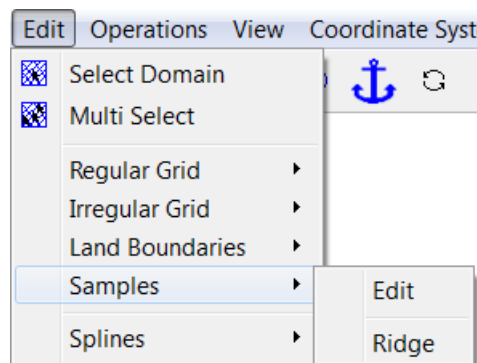 Edit Operations View Coordinate Syst
Select Domain
Multi Select
Regular Grid
Irregular Grid
Land Boundaries
Samples
Edit
Splines
Ridge